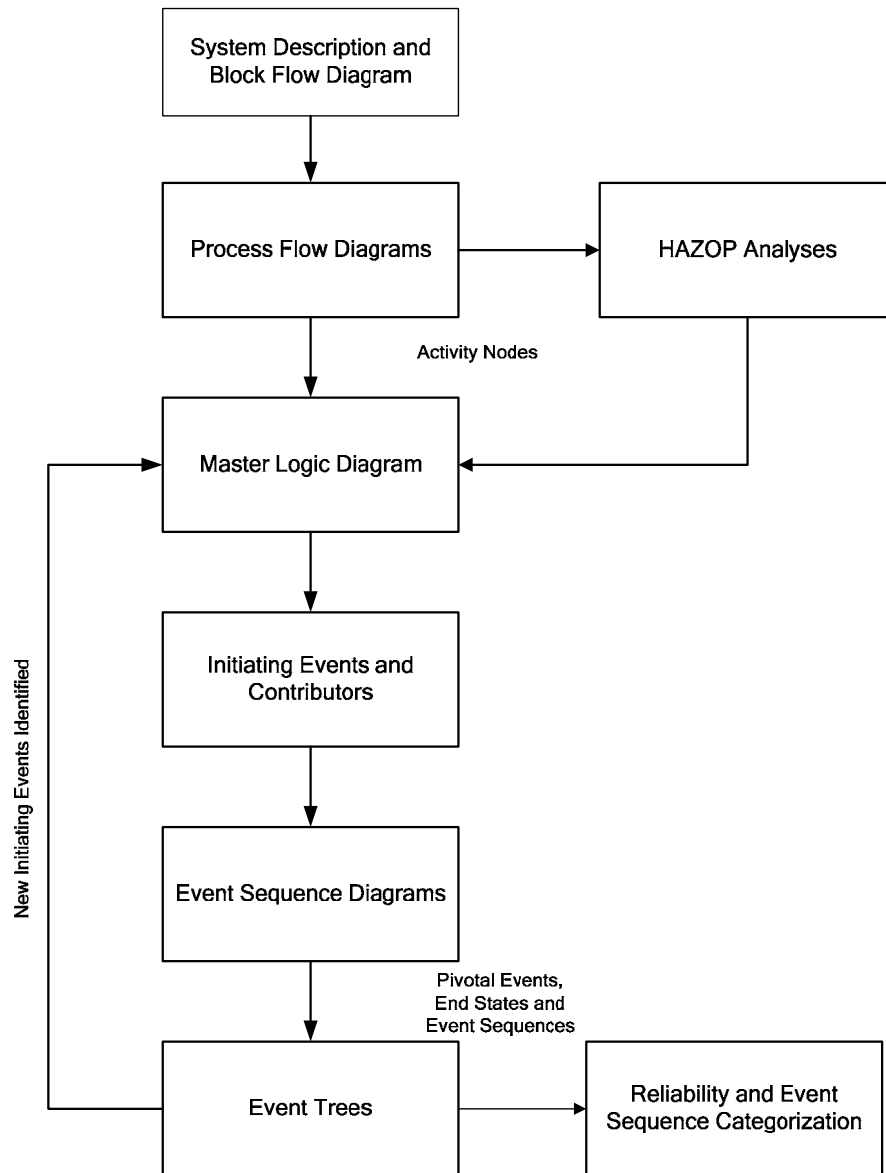 System Description and
Block Flow Diagram
Process Flow Diagrams
HAZOP Analyses
Activity Nodes
Master Logic Diagram
Initiating Events and
Contributors
New Initiating Events Identified
Event Sequence Diagrams
Pivotal Events,
End States and
Event Sequences
Event Trees
Reliability and Event
Sequence Categorization